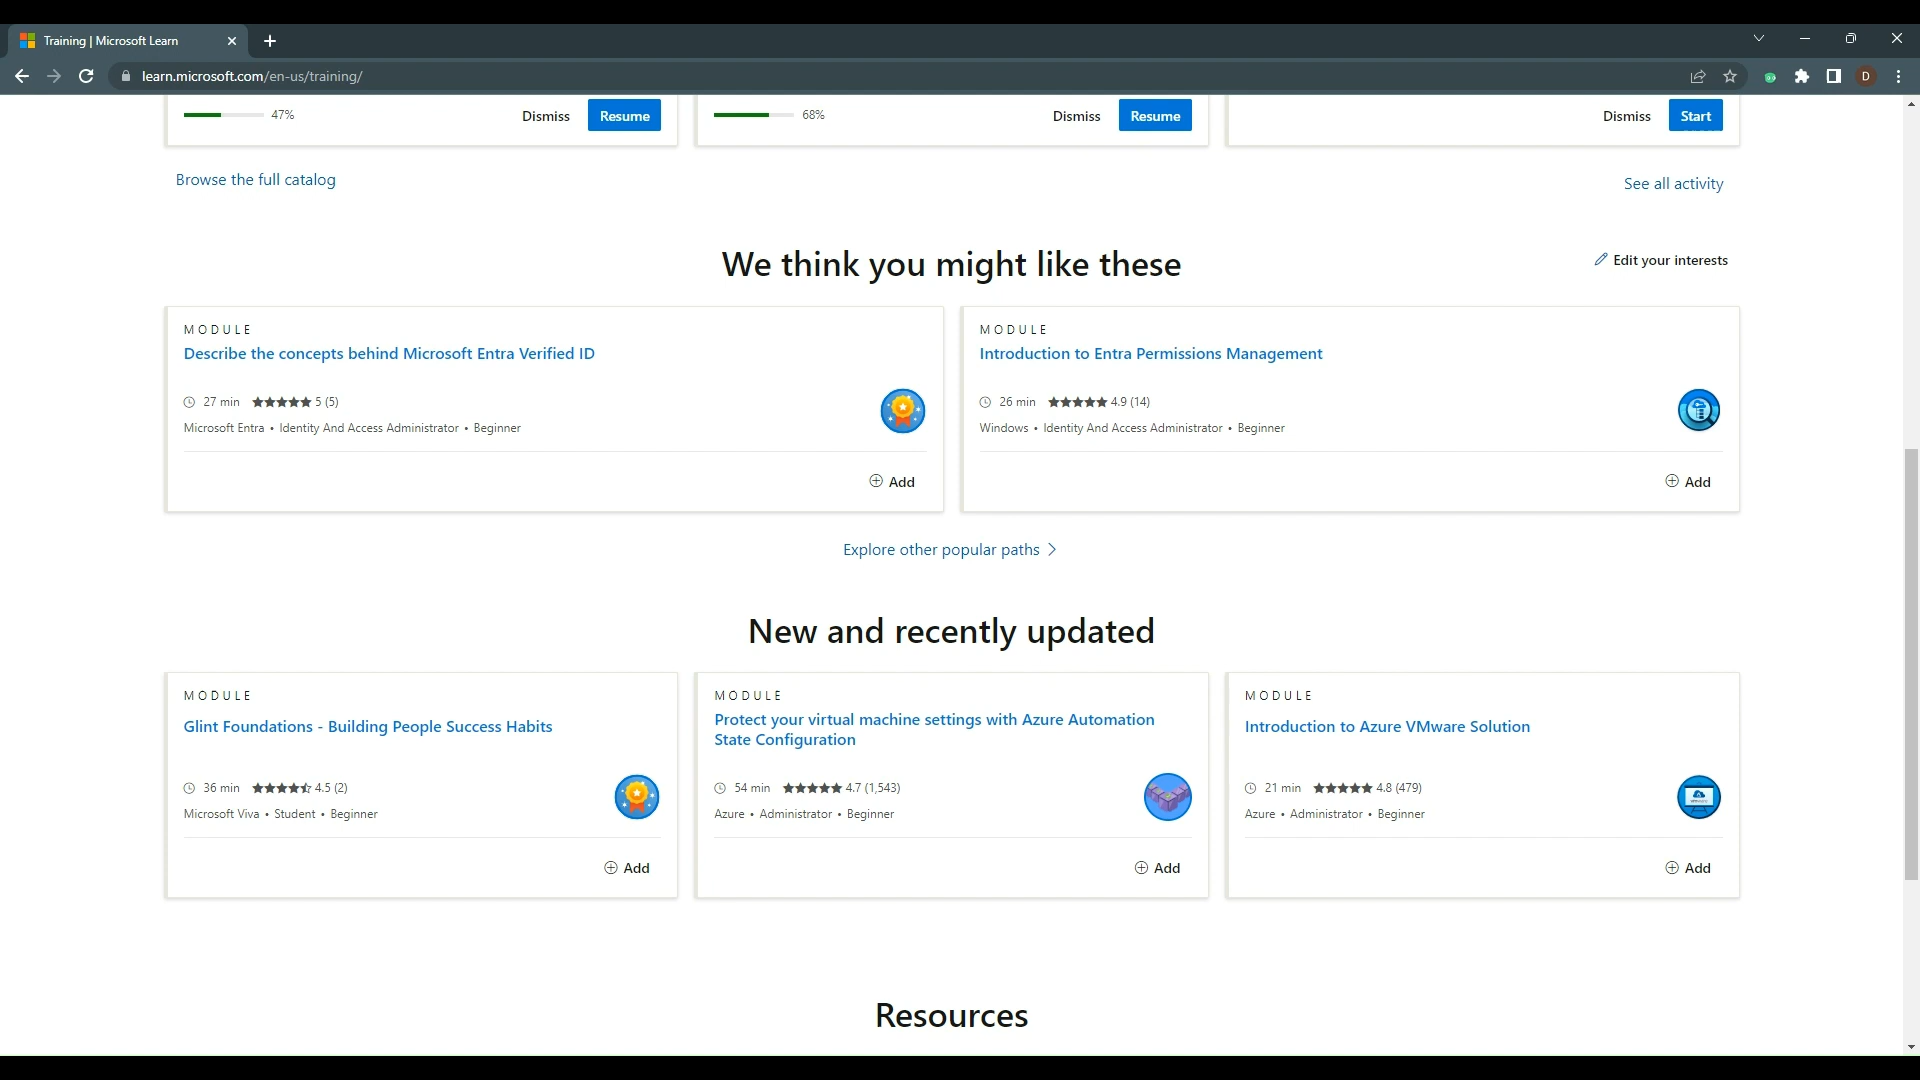 Training | Microsoft Learn
learn.microsoft.com/en-us/training/
D
47%
Dismiss
Resume
68%
Dismiss
Resume
Dismiss
Start
Browse the full catalog
See all activity
We think you might like these
Edit your interests
MODULE
Describe the concepts behind Microsoft Entra Verified ID
27 min ★★★★★ 5 (5)
Microsoft Entra • Identity And Access Administrator • Beginner
Add
MODULE
Introduction to Entra Permissions Management
26 min ★★★★★ 4.9 (14)
Windows • Identity And Access Administrator • Beginner
Add
Explore other popular paths
New and recently updated
MODULE
Glint Foundations - Building People Success Habits
36 min 4.5 (2)
Microsoft Viva • Student • Beginner
Add
MODULE
Protect your virtual machine settings with Azure Automation
State Configuration
54 min ★★★★★ 4.7 (1,543)
Azure • Administrator • Beginner
Add
MODULE
Introduction to Azure VMware Solution
21 min ★★★★★ 4.8 (479)
Azure • Administrator • Beginner
Add
Resources